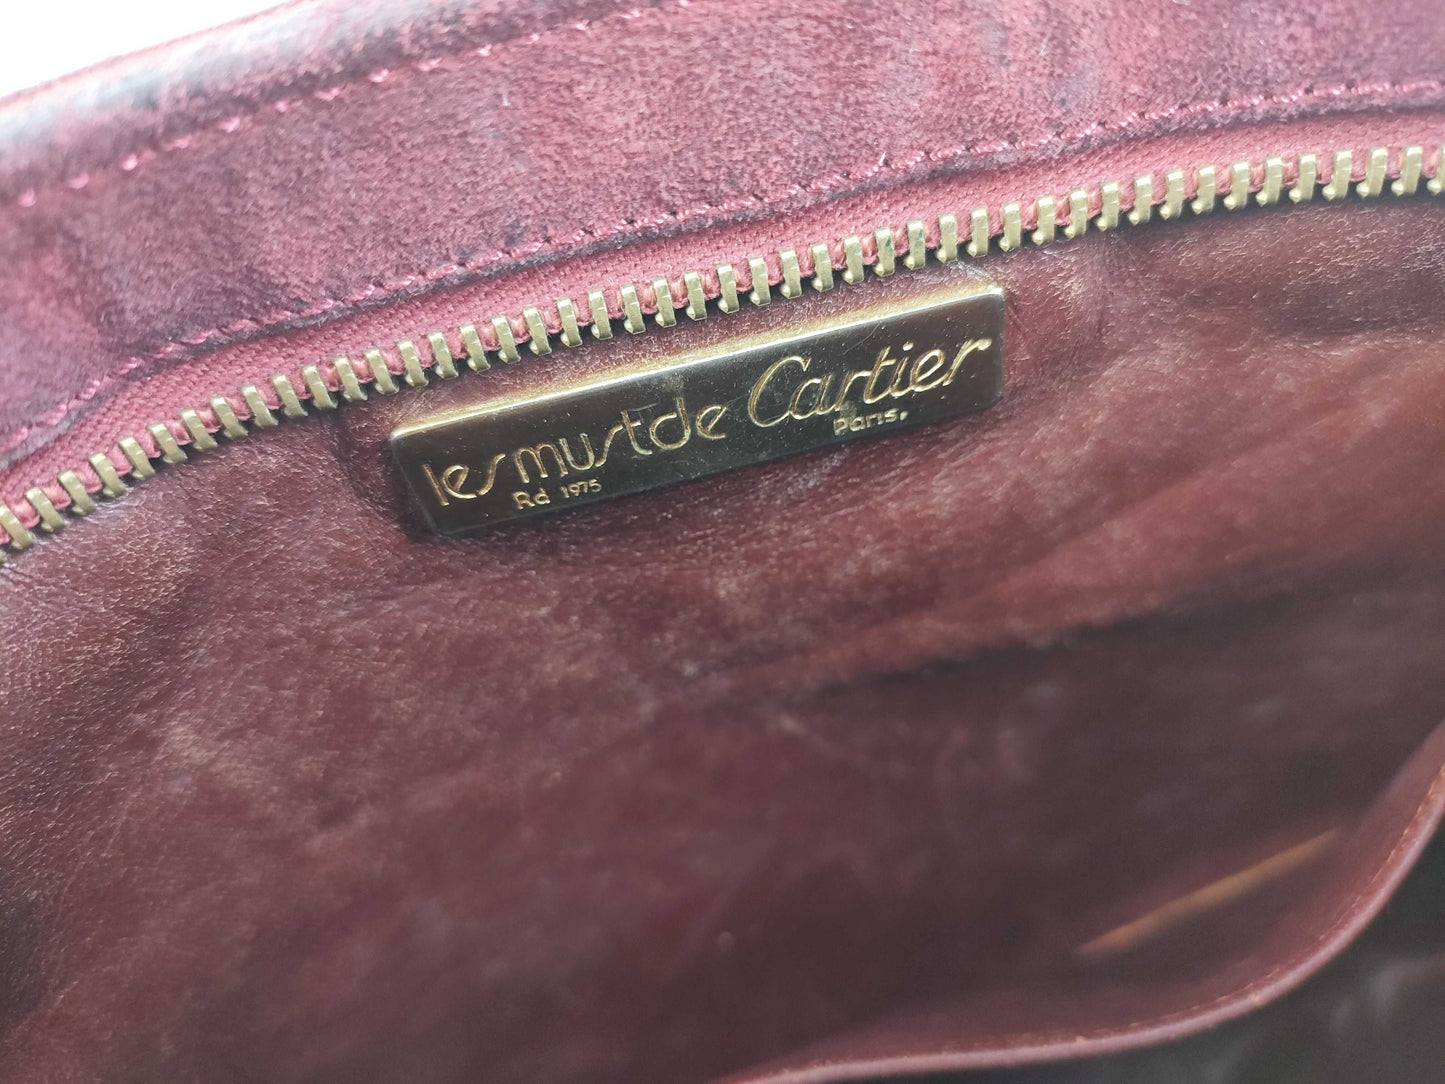 les must de Cartier
Paris.
Rd 1975